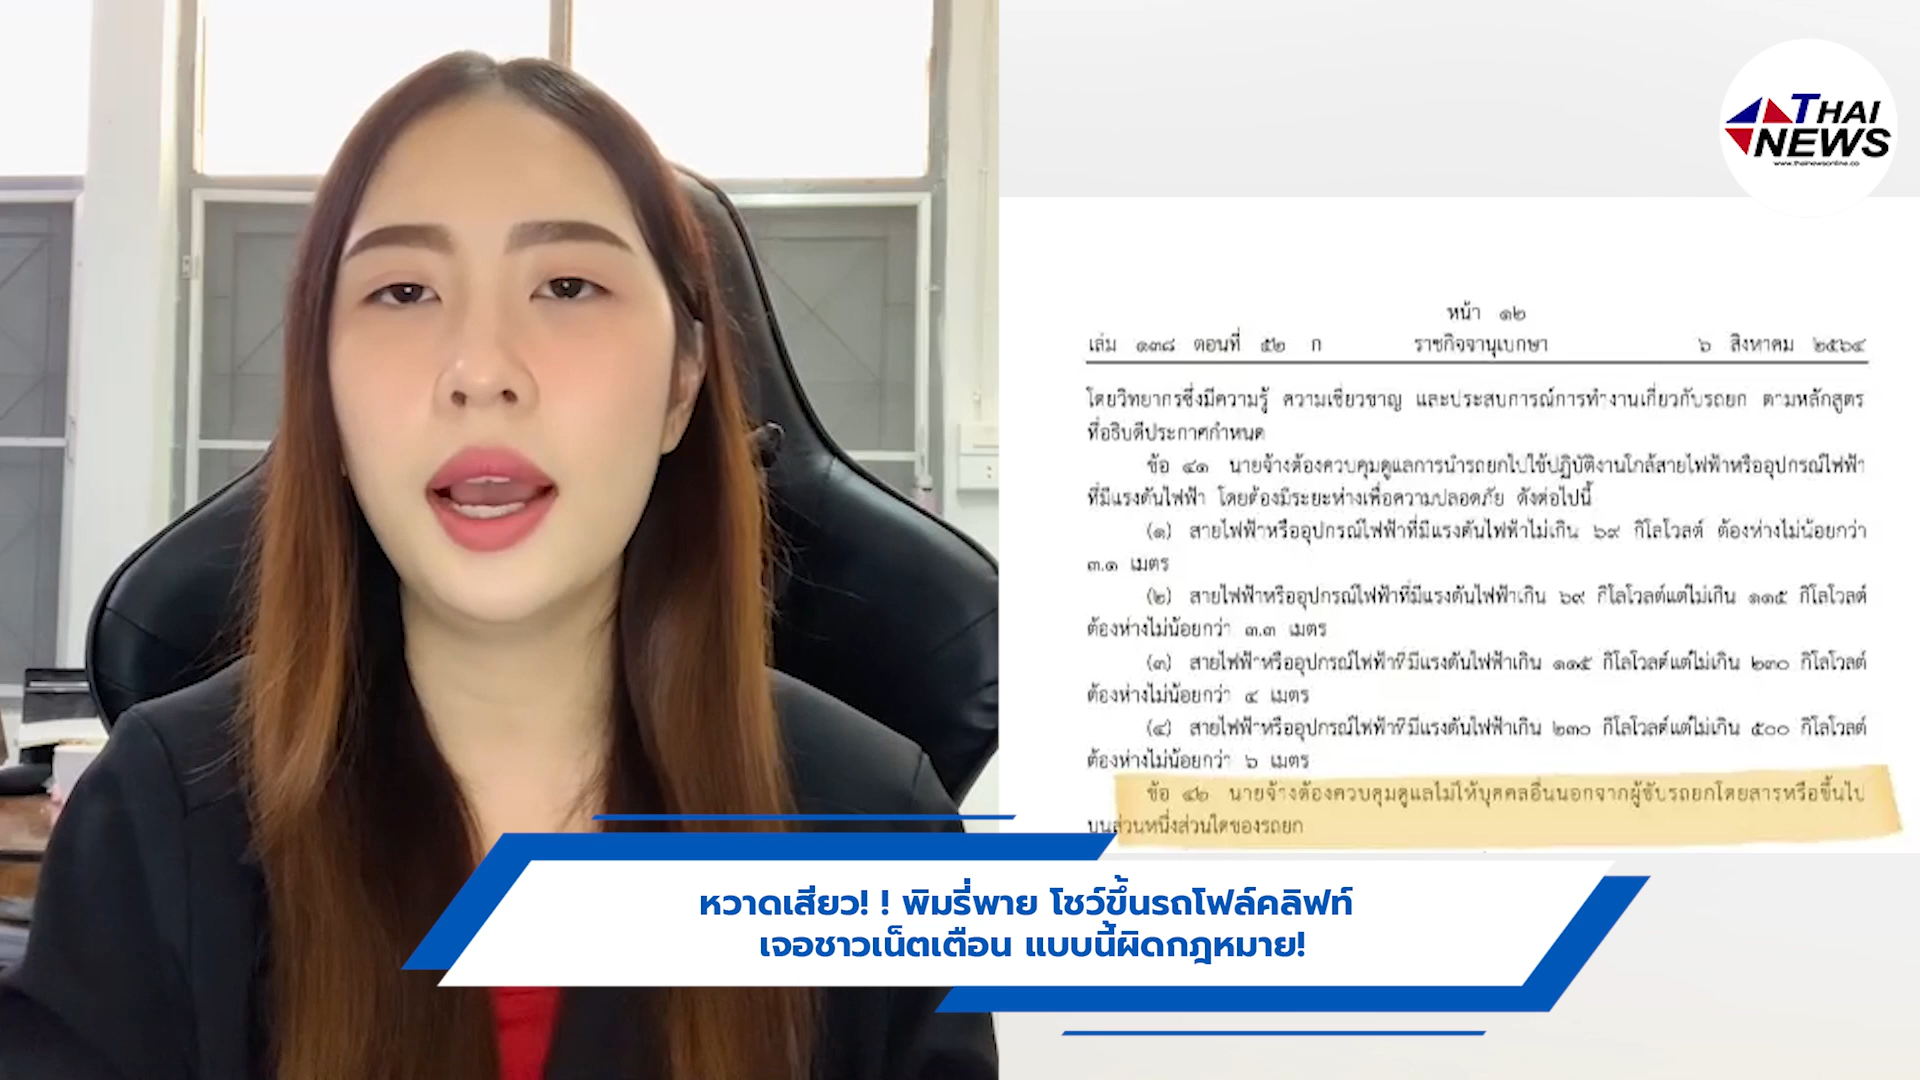 THAI
NEWS
www.thainewsonline.co
หน้า ๑๒
เล่ม ๑๓๘ ตอนที่ ๕๒ ก ราชกิจจานุเบกษา ๖ สิงหาคม ๒๕๖๔
โดยวิทยากรซึ่งมีความรู้ ความเชี่ยวชาญ และประสบการณ์การทำงานเกี่ยวกับรถยก ตามหลักสูตร
ที่อธิบดีประกาศกำหนด
ข้อ ๔๑ นายจ้างต้องควบคุมดูแลการนำรถยกไปใช้ปฏิบัติงานใกล้สายไฟฟ้าหรืออุปกรณ์ไฟฟ้า
ที่มีแรงดันไฟฟ้า โดยต้องมีระยะห่างเพื่อความปลอดภัย ดังต่อไปนี้
(๑) สายไฟฟ้าหรืออุปกรณ์ไฟฟ้าที่มีแรงดันไฟฟ้าไม่เกิน ๖๙ กิโลโวลต์ ต้องห่างไม่น้อยกว่า
๓.๑ เมตร
(๒) สายไฟฟ้าหรืออุปกรณ์ไฟฟ้าที่มีแรงดันไฟฟ้าเกิน ๖๙ กิโลโวลต์แต่ไม่เกิน ๑๑๕ กิโลโวลต์
ต้องห่างไม่น้อยกว่า ๓.๓ เมตร
(๓) สายไฟฟ้าหรืออุปกรณ์ไฟฟ้าที่มีแรงดันไฟฟ้าเกิน ๑๑๕ กิโลโวลต์แต่ไม่เกิน ๒๓๐ กิโลโวลต์
ต้องห่างไม่น้อยกว่า ๔ เมตร
(๔) สายไฟฟ้าหรืออุปกรณ์ไฟฟ้าที่มีแรงดันไฟฟ้าเกิน ๒๓๐ กิโลโวลต์แต่ไม่เกิน ๕๐๐ กิโลโวลต์
ต้องห่างไม่น้อยกว่า ๖ เมตร
ข้อ ๔๒ นายจ้างต้องควบคุมดูแลไม่ให้บุคคลอื่นนอกจากผู้ขับรถยกโดยสารหรือขึ้นไป
บนส่วนหนึ่งส่วนใดของรถยก
หวาดเสียว! ! พิมรี่พาย โชว์ขึ้นรถโฟล์คลิฟท์
เจอชาวเน็ตเตือน แบบนี้ผิดกฎหมาย!